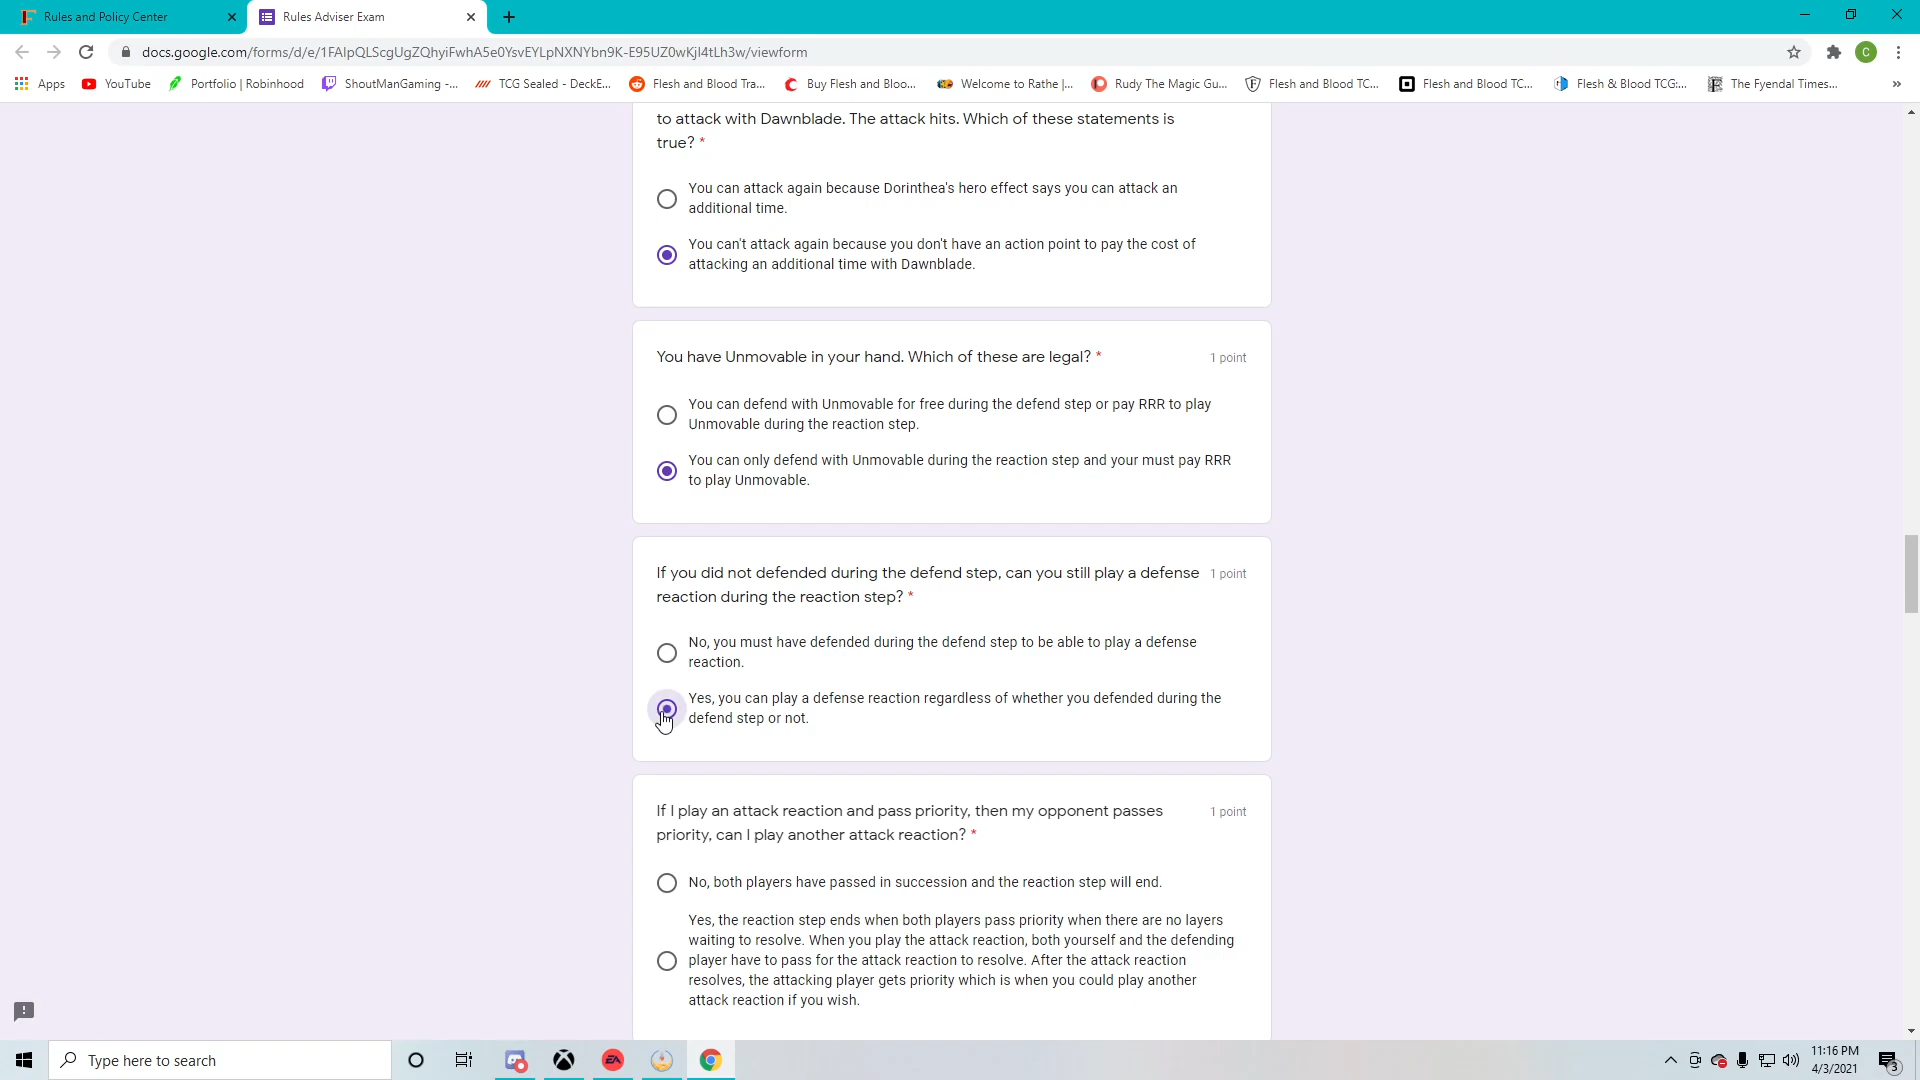 Rules and Policy Center
Rules Adviser Exam
docs.google.com/forms/d/e/1FAIpQLScgUgZQhyiFwhA5e0YsvEYLpNXNYbn9K-E95UZ0wKjI4tLh3w/viewform
C
Apps
YouTube
Portfolio | Robinhood
ShoutManGaming -...
TCG Sealed - DeckE...
Flesh and Blood Tra...
Buy Flesh and Bloo...
Welcome to Rathe |...
Rudy The Magic Gu...
Flesh and Blood TC...
Flesh and Blood TC...
Flesh & Blood TCG:...
The Fyendal Times...
»
to attack with Dawnblade. The attack hits. Which of these statements is
true? *
You can attack again because Dorinthea's hero effect says you can attack an
additional time.
You can't attack again because you don't have an action point to pay the cost of
attacking an additional time with Dawnblade.
You have Unmovable in your hand. Which of these are legal? *
1 point
You can defend with Unmovable for free during the defend step or pay RRR to play
Unmovable during the reaction step.
You can only defend with Unmovable during the reaction step and your must pay RRR
to play Unmovable.
If you did not defended during the defend step, can you still play a defense
1 point
reaction during the reaction step? *
No, you must have defended during the defend step to be able to play a defense
reaction.
Yes, you can play a defense reaction regardless of whether you defended during the
defend step or not.
If I play an attack reaction and pass priority, then my opponent passes
1 point
priority, can I play another attack reaction? *
No, both players have passed in succession and the reaction step will end.
Yes, the reaction step ends when both players pass priority when there are no layers
waiting to resolve. When you play the attack reaction, both yourself and the defending
player have to pass for the attack reaction to resolve. After the attack reaction
resolves, the attacking player gets priority which is when you could play another
attack reaction if you wish.
Type here to search
EA
11:16 PM
4/3/2021
3